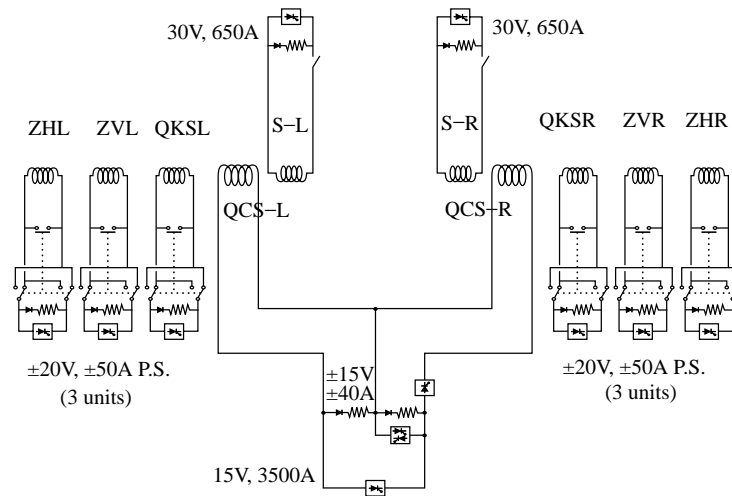 30V, 650A
30V, 650A
S−L
S−R
ZHL
ZVL
QKSL
QKSR
ZVR
ZHR
QCS−L
QCS−R
±20V, ±50A P.S.
(3 units)
±15V
±40A
±20V, ±50A P.S.
(3 units)
15V, 3500A